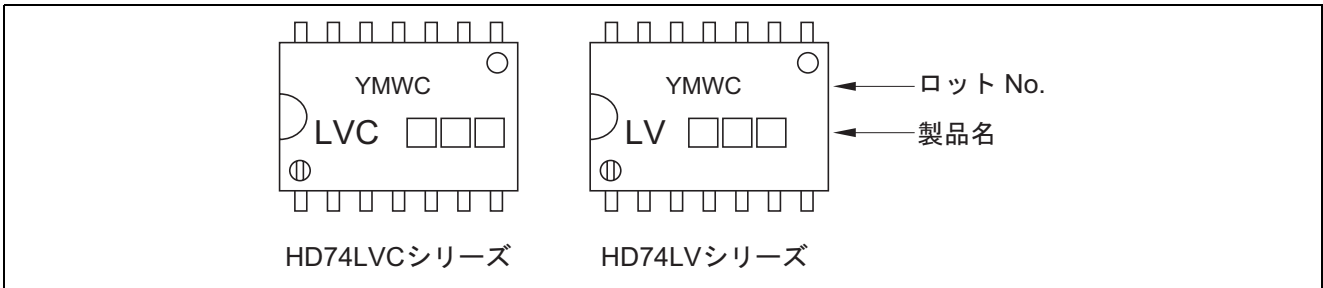 YMWC
LVC □□□
HD74LVCシリーズ
YMWC
LV □□□
HD74LVシリーズ
ロット No.
製品名